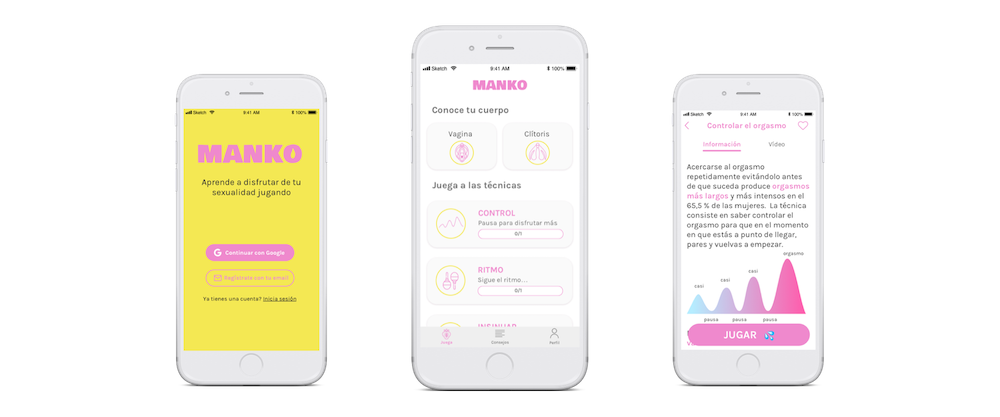 Sketch 9:41 AM 100%
MANKO
Aprende a disfrutar de tu
sexualidad jugando
G Continuar con Google
Regístrate con tu email
Ya tienes una cuenta? Inicia sesión
Sketch 9:41 AM 100%
MANKO
Conoce tu cuerpo
Vagina
Clítoris
Juega a las técnicas
CONTROL
Pausa para disfrutar más
0/1
RITMO
Sigue el ritmo...
0/1
INSINUAR
Juego
Consejos
Perfil
Sketch 9:41 AM 100%
Controlar el orgasmo
Información
Vídeo
Acercarse al orgasmo
repetidamente evitándolo antes
de que suceda produce orgasmos
más largos y más intensos en el
65,5 % de las mujeres. La técnica
consiste en saber controlar el
orgasmo para que en el momento
en que estás a punto de llegar,
pares y vuelvas a empezar.
orgasmo
casi
casi
casi
pausa
pausa
pausa
JUGAR